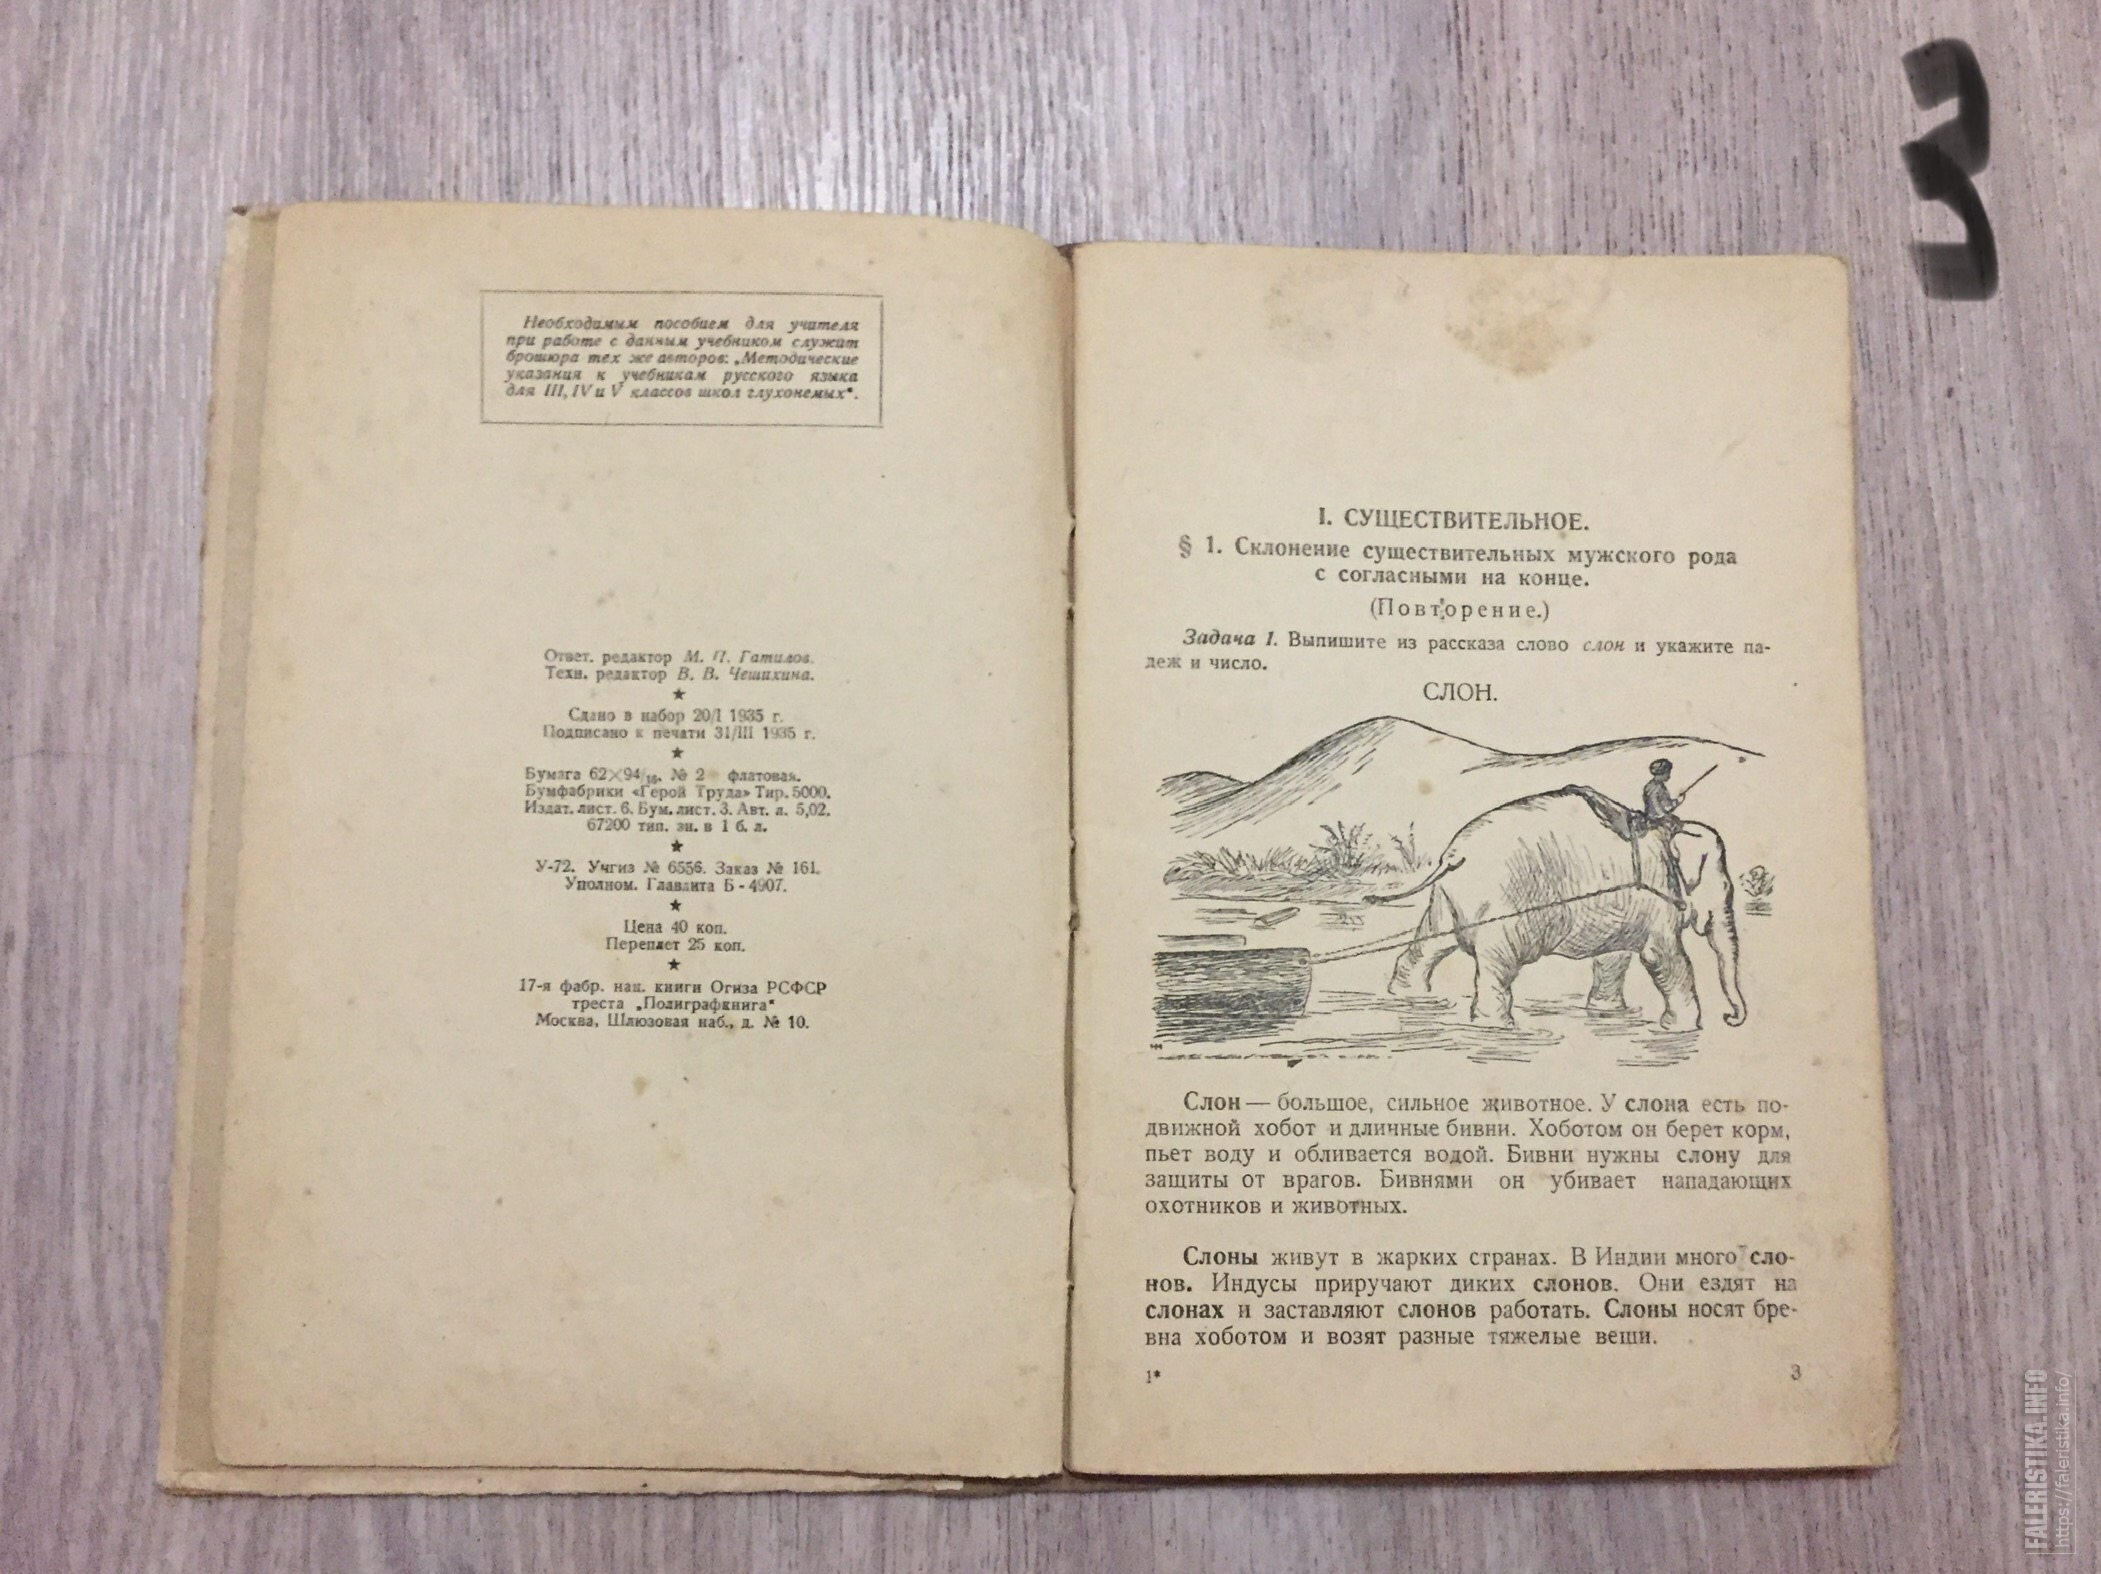 Необходимым пособием для учителя
при работе с данным учебником служит
брошюра тех же авторов: „Методические
указания к учебникам русского языка
для III, IV и V классов школ глухонемых“.
Ответ. редактор М. П. Гатилов.
Техн. редактор В. В. Чешихина.
★
Сдано в набор 20/I 1935 г.
Подписано к печати 31/III 1935 г.
★
Бумага 62×94/16. № 2 флатовая.
Бумфабрики «Герой Труда» Тир. 5000.
Издат. лист. 6. Бум. лист. 3. Авт. л. 5,02.
67200 тип. зн. в 1 б. л.
★
У-72. Учгиз № 6556. Заказ № 161.
Уполном. Главлита Б-4907.
★
Цена 40 коп.
Переплет 25 коп.
★
17-я фабр. нац. книги Огиза РСФСР
треста „Полиграфкнига“
Москва, Шлюзовая наб., д. № 10.
I. СУЩЕСТВИТЕЛЬНОЕ.
§ 1. Склонение существительных мужского рода
с согласными на конце.
(Повторение.)
Задача 1. Выпишите из рассказа слово слон и укажите па-
деж и число.
СЛОН.
Слон — большое, сильное животное. У слона есть по-
движной хобот и длинные бивни. Хоботом он берет корм,
пьет воду и обливается водой. Бивни нужны слону для
защиты от врагов. Бивнями он убивает нападающих
охотников и животных.
Слоны живут в жарких странах. В Индии много сло-
нов. Индусы приручают диких слонов. Они ездят на
слонах и заставляют слонов работать. Слоны носят бре-
вна хоботом и возят разные тяжелые вещи.
1*
3
FALERISTIKA.INFO
https://faleristika.info/